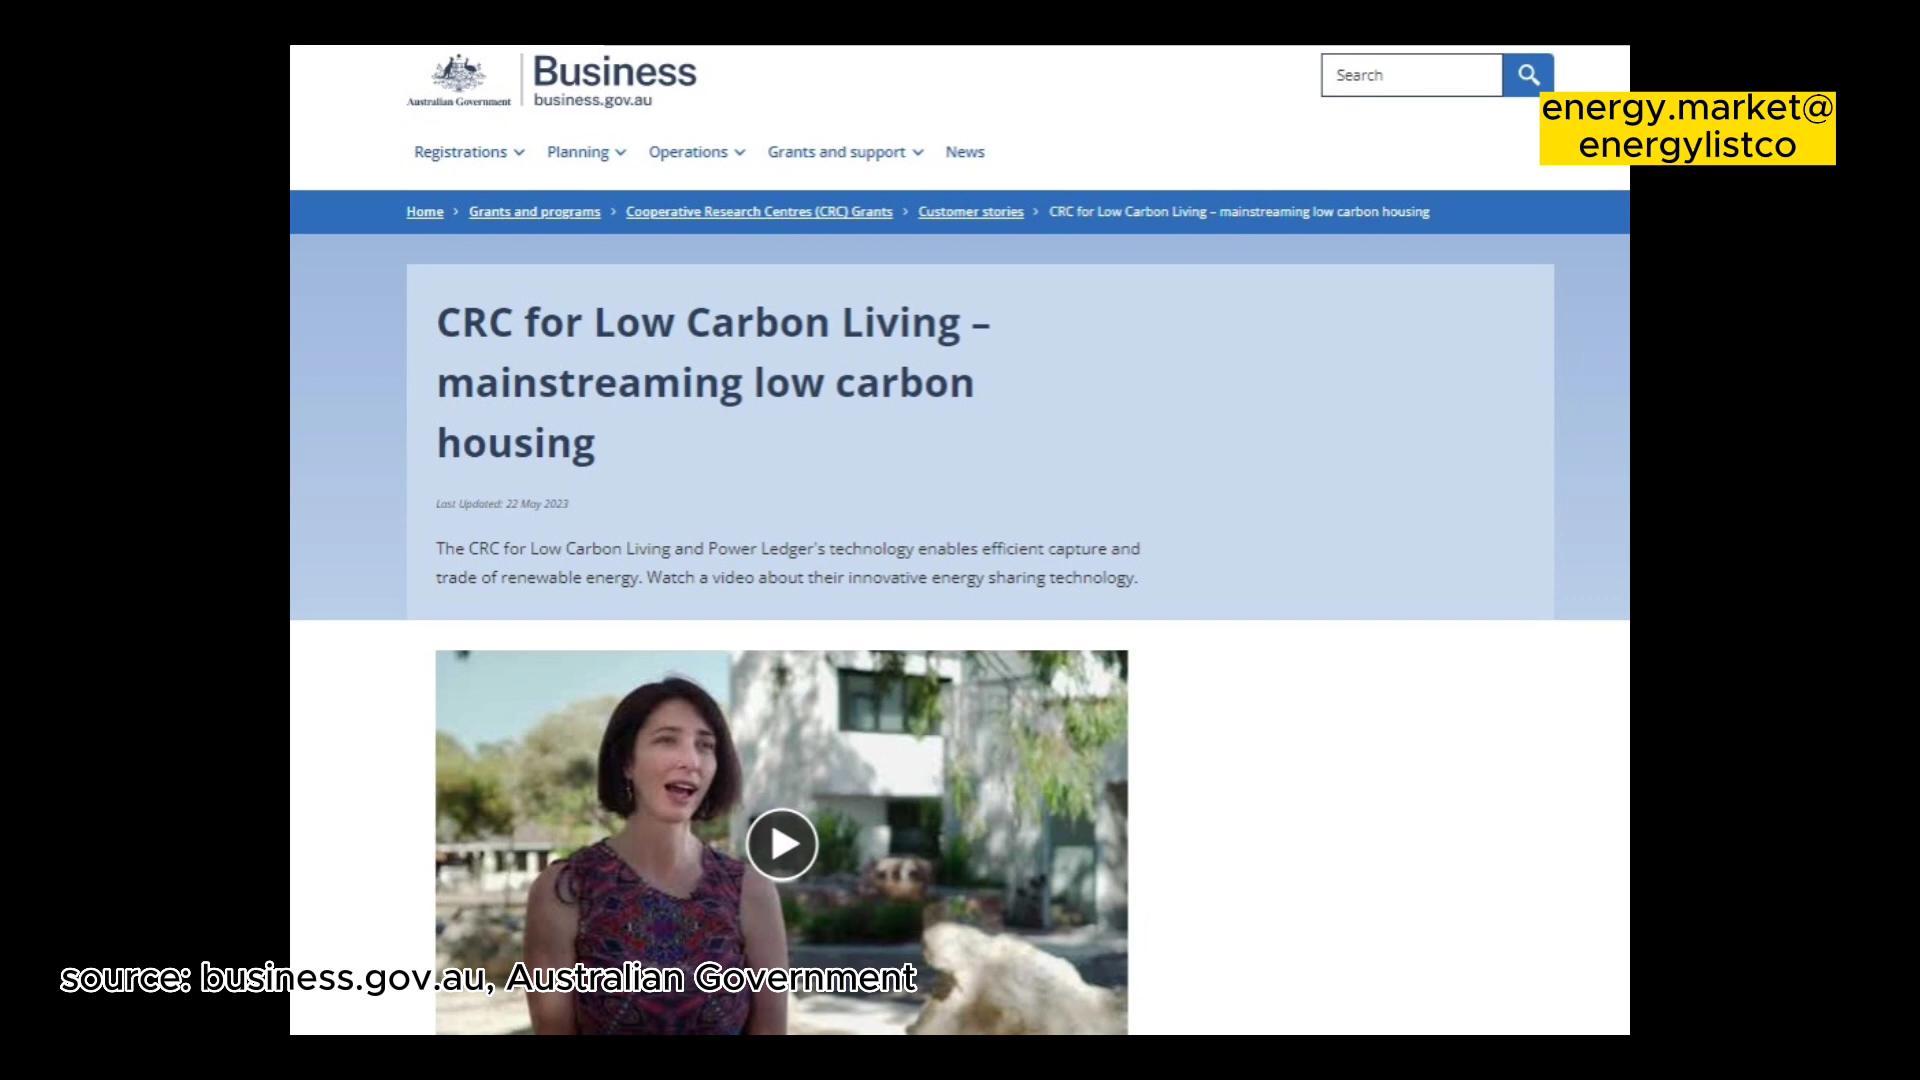 Australian Government
Business
business.gov.au
Search
energy.market@
energylistco
Registrations
Planning
Operations
Grants and support
News
Home > Grants and programs > Cooperative Research Centres (CRC) Grants > Customer stories > CRC for Low Carbon Living – mainstreaming low carbon housing
CRC for Low Carbon Living –
mainstreaming low carbon
housing
Last Updated: 22 May 2023
The CRC for Low Carbon Living and Power Ledger's technology enables efficient capture and
trade of renewable energy. Watch a video about their innovative energy sharing technology.
source: business.gov.au, Australian Government